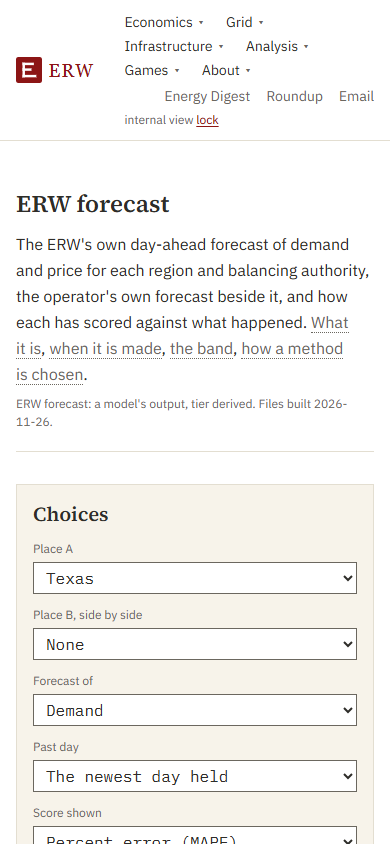 Economics ▾ Grid ▾
Infrastructure ▾ Analysis ▾
E ERW
Games ▾ About ▾
Energy Digest Roundup Email
internal view lock
ERW forecast
The ERW's own day-ahead forecast of demand
and price for each region and balancing authority,
the operator's own forecast beside it, and how
each has scored against what happened. What
it is, when it is made, the band, how a method
is chosen.
ERW forecast: a model's output, tier derived. Files built 2026-
11-26.
Choices
Place A
Texas
Place B, side by side
None
Forecast of
Demand
Past day
The newest day held
Score shown
Percent error (MAPE)